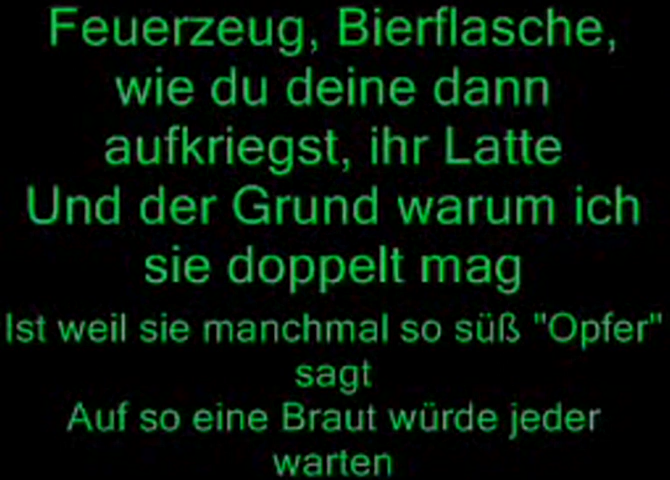 Feuerzeug, Bierflasche,
wie du deine dann
aufkriegst, ihr Latte
Und der Grund warum ich
sie doppelt mag
Ist weil sie manchmal so süß "Opfer"
sagt
Auf so eine Braut würde jeder
warten